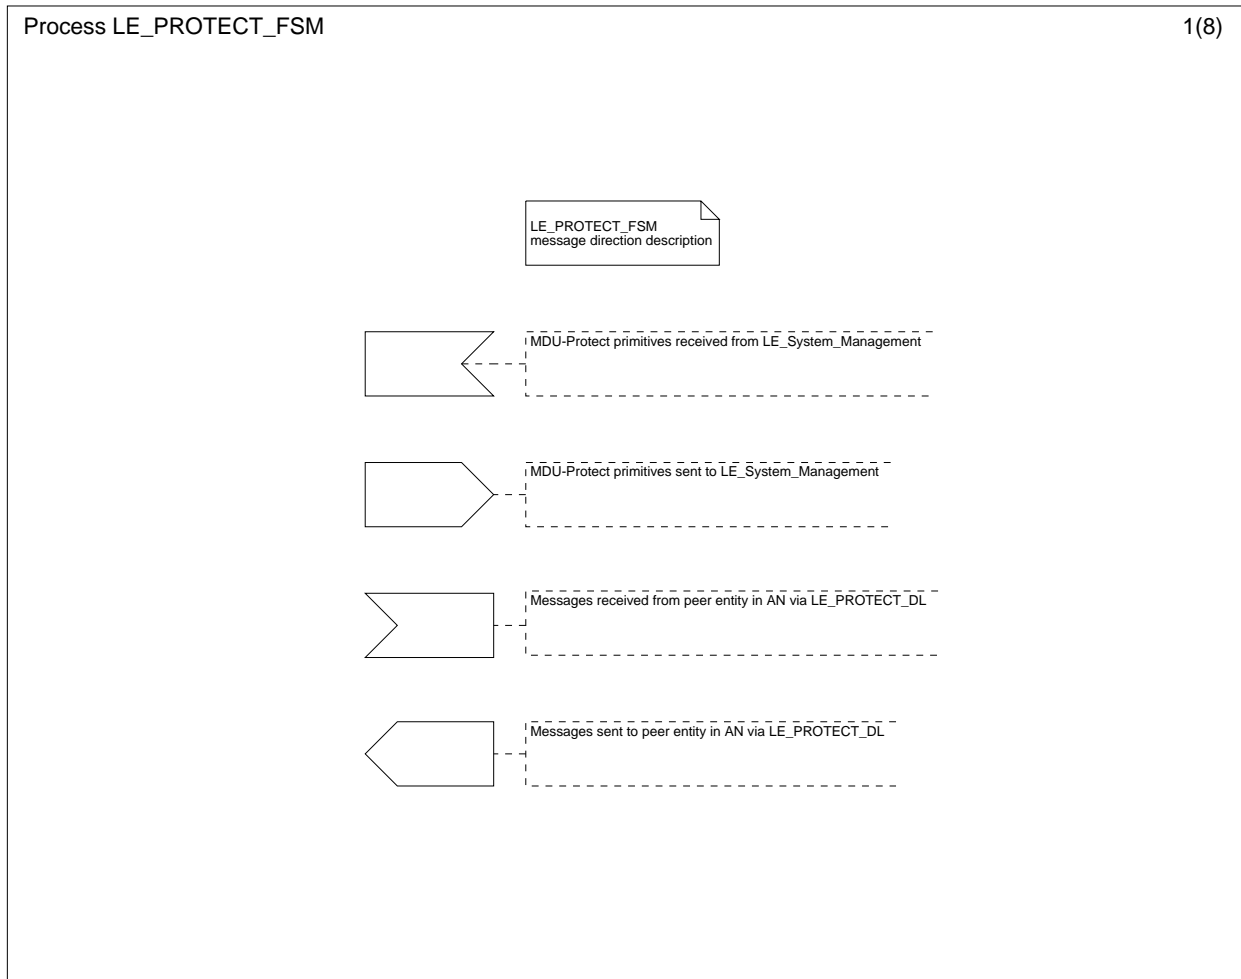 Process LE_PROTECT_FSM
1(8)
LE_PROTECT_FSM
message direction description
MDU-Protect primitives received from LE_System_Management
MDU-Protect primitives sent to LE_System_Management
Messages received from peer entity in AN via LE_PROTECT_DL
Messages sent to peer entity in AN via LE_PROTECT_DL